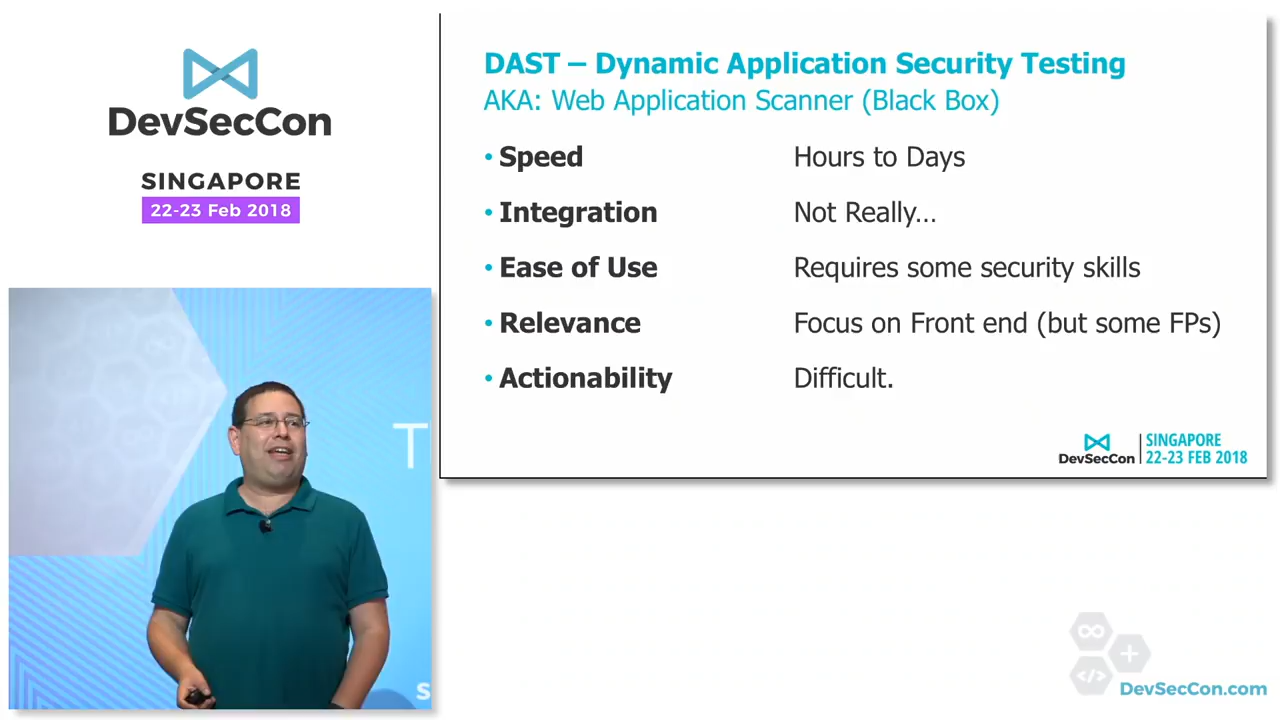 DevSecCon
SINGAPORE
22-23 Feb 2018
DAST – Dynamic Application Security Testing
AKA: Web Application Scanner (Black Box)
• Speed Hours to Days
• Integration Not Really...
• Ease of Use Requires some security skills
• Relevance Focus on Front end (but some FPs)
• Actionability Difficult.
DevSecCon
SINGAPORE
22-23 FEB 2018
T
S
</>
DevSecCon.com